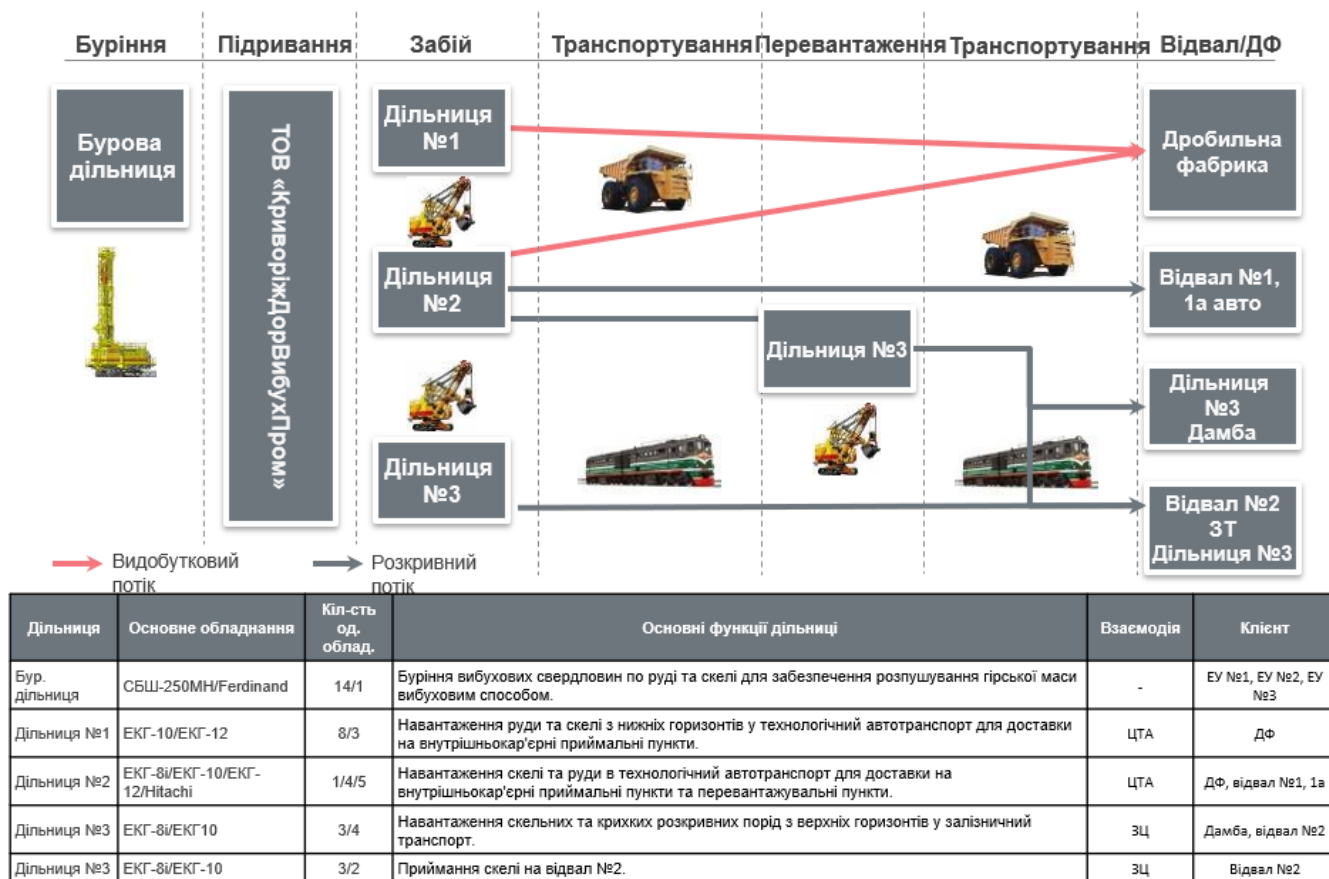 Буріння
Підривання
Забій
Транспортування
Перевантаження
Транспортування
Відвал/ДФ
Бурова
дільниця
ТОВ «КриворіжДорВибухПром»
Дільниця
№1
Дільниця
№2
Дільниця
№3
Дільниця №3
Дробильна
фабрика
Відвал №1,
1а авто
Дільниця
№3
Дамба
Відвал №2
ЗТ
Дільниця №3
Видобутковий
потік
Розкривний
потік
Дільниця | Основне обладнання | Кіл-сть од. облад. | Основні функції дільниці | Взаємодія | Клієнт
Бур. дільниця | СБШ-250МН/Ferdinand | 14/1 | Буріння вибухових свердловин по руді та скелі для забезпечення розпушування гірської маси вибуховим способом. | - | ЕУ №1, ЕУ №2, ЕУ №3
Дільниця №1 | ЕКГ-10/ЕКГ-12 | 8/3 | Навантаження руди та скелі з нижніх горизонтів у технологічний автотранспорт для доставки на внутрішньокар'єрні приймальні пункти. | ЦТА | ДФ
Дільниця №2 | ЕКГ-8і/ЕКГ-10/ЕКГ-12/Hitachi | 1/4/5 | Навантаження скелі та руди в технологічний автотранспорт для доставки на внутрішньокар'єрні приймальні пункти та перевантажувальні пункти. | ЦТА | ДФ, відвал №1, 1а
Дільниця №3 | ЕКГ-8і/ЕКГ10 | 3/4 | Навантаження скельних та крихких розкривних порід з верхніх горизонтів у залізничний транспорт. | ЗЦ | Дамба, відвал №2
Дільниця №3 | ЕКГ-8і/ЕКГ-10 | 3/2 | Приймання скелі на відвал №2. | ЗЦ | Відвал №2